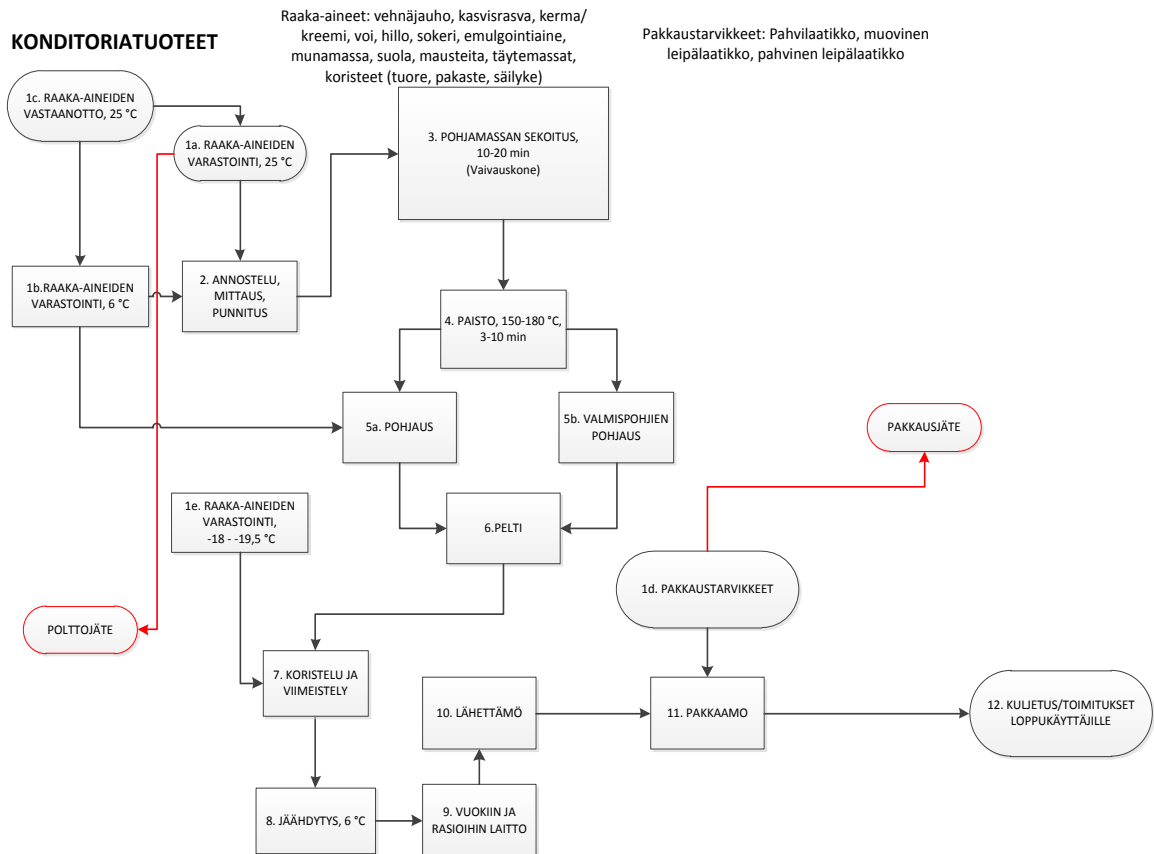 KONDITORIATUOTEET
Raaka-aineet: vehnäjauho, kasvisrasva, kerma/
kreemi, voi, hillo, sokeri, emulgointiaine,
munamassa, suola, mausteita, täytemassat,
koristeet (tuore, pakaste, säilyke)
Pakkaustarvikkeet: Pahvilaatikko, muovinen
leipälaatikko, pahvinen leipälaatikko
1c. RAAKA-AINEIDEN
VASTAANOTTO, 25 °C
1a. RAAKA-AINEIDEN
VARASTOINTI, 25 °C
3. POHJAMASSAN SEKOITUS,
10-20 min
(Vaivauskone)
1b.RAAKA-AINEIDEN
VARASTOINTI, 6 °C
2. ANNOSTELU,
MITTAUS,
PUNNITUS
4. PAISTO, 150-180 °C,
3-10 min
5a. POHJAUS
5b. VALMISPOHJIEN
POHJAUS
PAKKAUSJÄTE
1e. RAAKA-AINEIDEN
VARASTOINTI,
-18 - -19,5 °C
6.PELTI
1d. PAKKAUSTARVIKKEET
POLTTOJÄTE
7. KORISTELU JA
VIIMEISTELY
10. LÄHETTÄMÖ
11. PAKKAAMO
12. KULJETUS/TOIMITUKSET
LOPPUKÄYTTÄJILLE
8. JÄÄHDYTYS, 6 °C
9. VUOKIIN JA
RASIOIHIN LAITTO